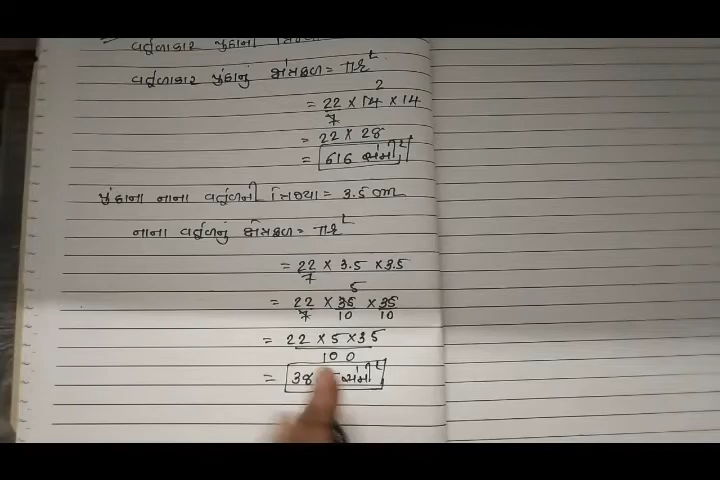 વર્તુળાકાર પુંઠાની
વર્તુળાકાર પુંઠાનું ક્ષેત્રફળ = πr²
= 22/7 × 14 × 14 2
= 22 × 28
= 616 સેમી²
પુંઠાના નાના વર્તુળની ત્રિજ્યા = 3.5 cm
નાના વર્તુળનું ક્ષેત્રફળ = πr²
= 22/7 × 3.5 × 3.5
= 22/7 × 35/10 × 35/10 5
= 22 × 5 × 35 / 100
= સેમી²